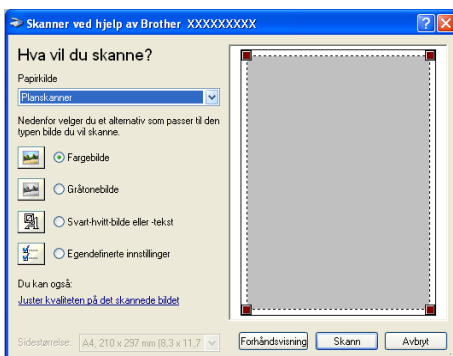 Skanner ved hjelp av Brother XXXXXXXXX
Hva vil du skanne?
Papirkilde
Planskanner
Nedenfor velger du et alternativ som passer til den
typen bilde du vil skanne.
Fargebilde
Gråtonebilde
Svart-hvitt-bilde eller -tekst
Egendefinerte innstillinger
Du kan også:
Juster kvaliteten på det skannede bildet
Sidestørrelse: A4, 210 x 297 mm (8,3 x 11,7
Forhåndsvisning Skann Avbryt